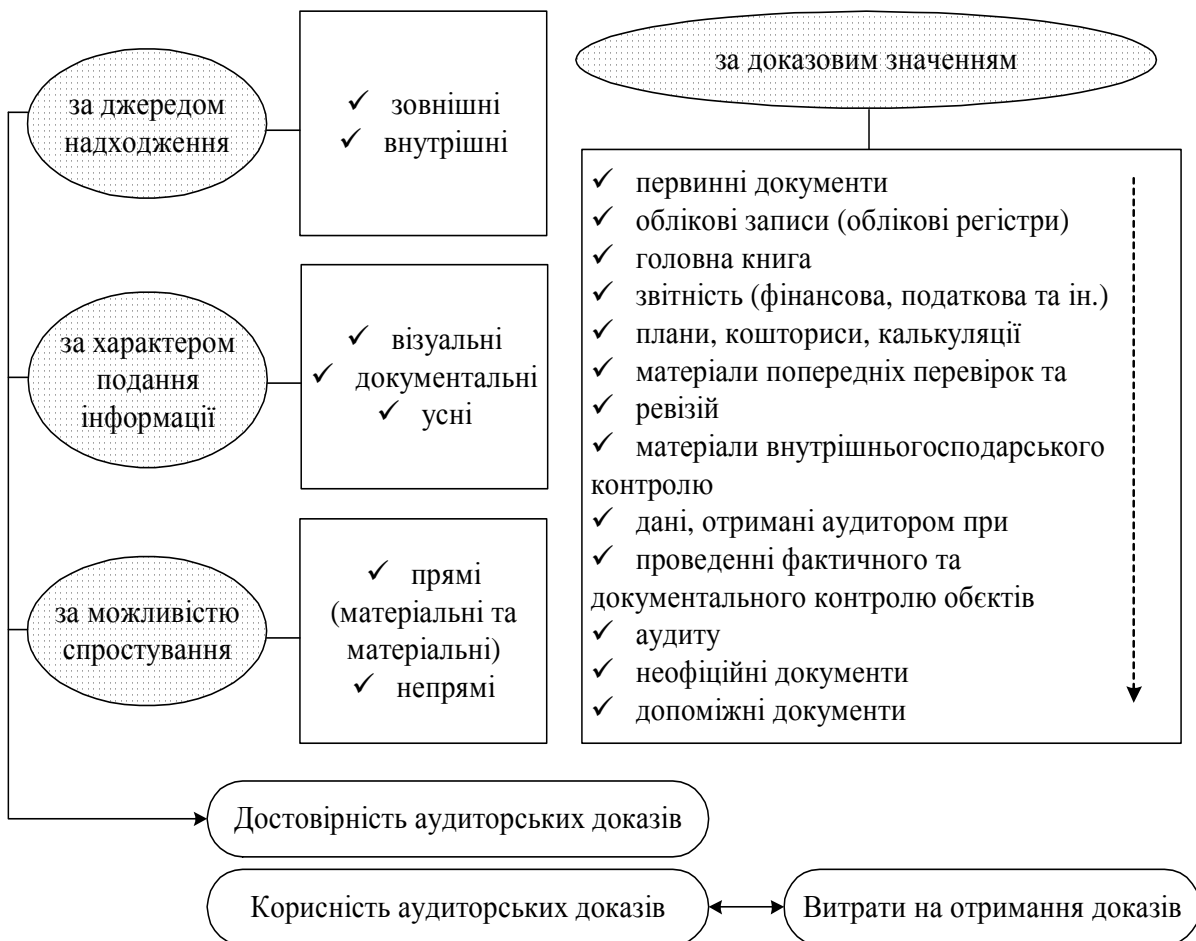 за джередом
надходження
✓ зовнішні
✓ внутрішні
за характером
подання
інформації
✓ візуальні
✓ документальні
✓ усні
за можливістю
спростування
✓ прямі
(матеріальні та
матеріальні)
✓ непрямі
за доказовим значенням
✓ первинні документи
✓ облікові записи (облікові регістри)
✓ головна книга
✓ звітність (фінансова, податкова та ін.)
✓ плани, кошториси, калькуляції
✓ матеріали попередніх перевірок та
✓ ревізій
✓ матеріали внутрішньогосподарського
контролю
✓ дані, отримані аудитором при
✓ проведенні фактичного та
документального контролю обєктів
✓ аудиту
✓ неофіційні документи
✓ допоміжні документи
Достовірність аудиторських доказів
Корисність аудиторських доказів
Витрати на отримання доказів